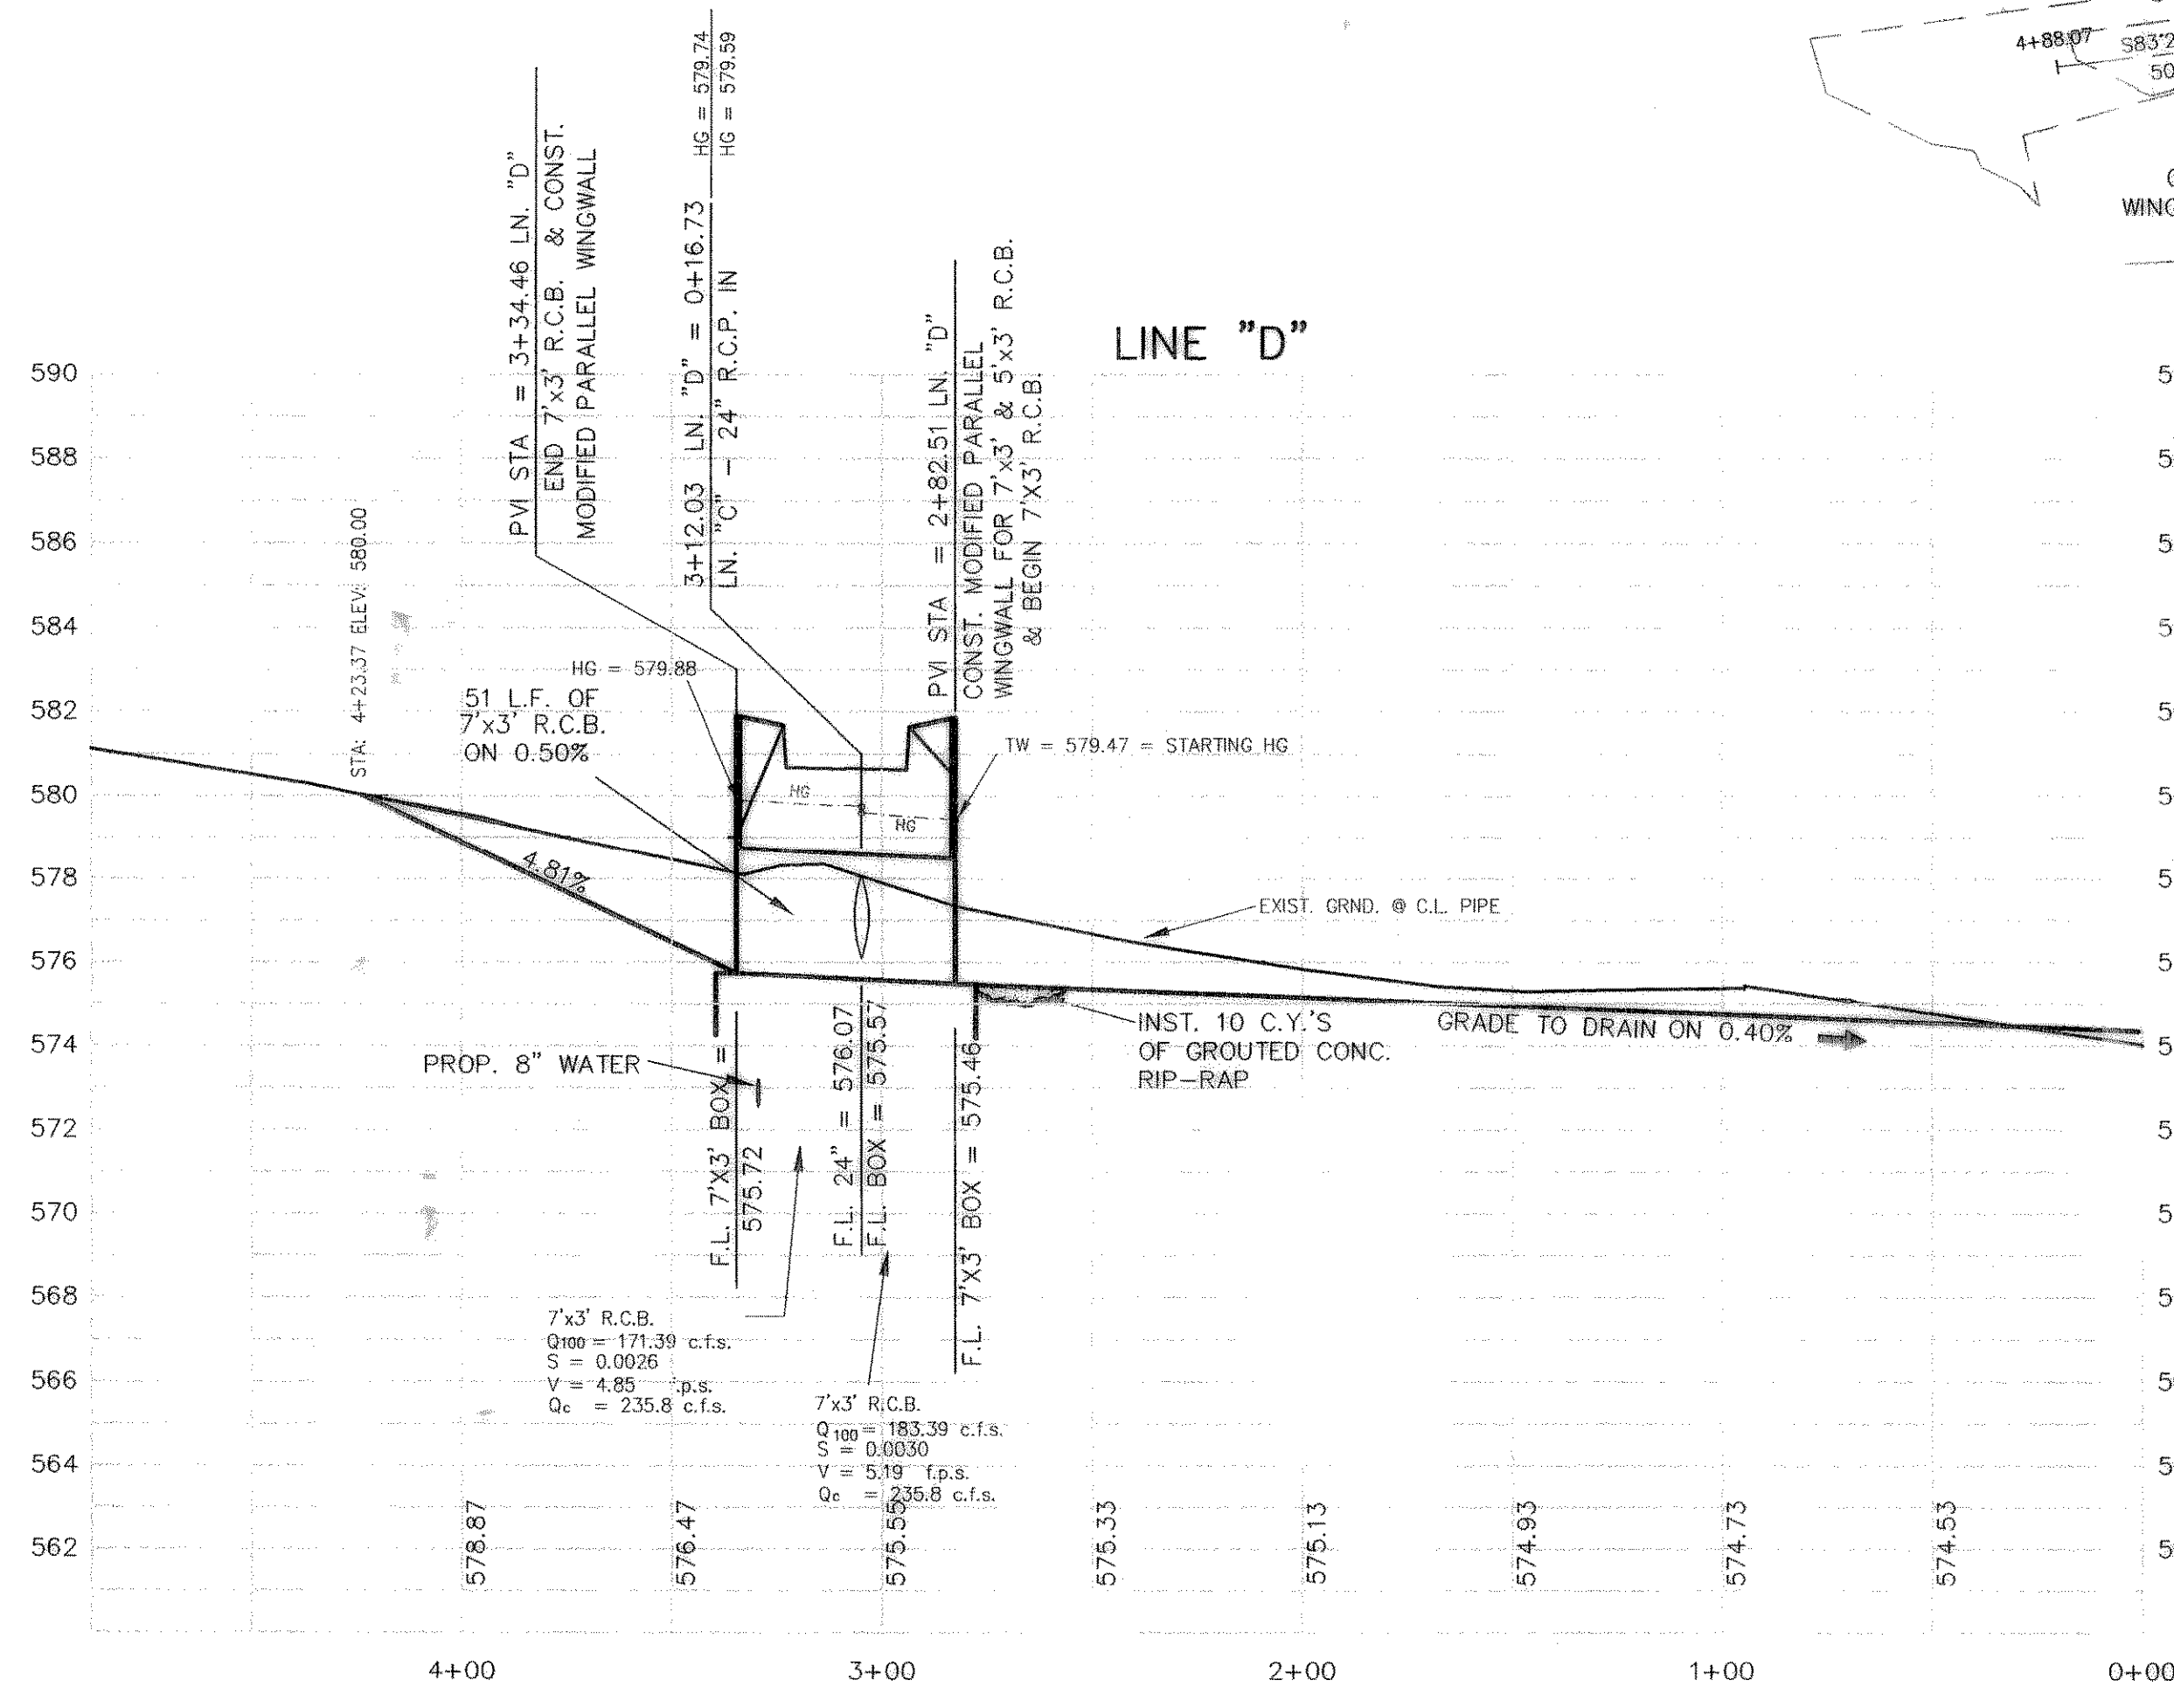 4+88.07
HG = 579.74
HG = 579.59
PVI STA = 3+34.46 LN. "D"
END 7'x3' R.C.B. & CONST.
MODIFIED PARALLEL WINGWALL
3+12.03 LN. "D" = 0+16.73
LN. "C" - 24" R.C.P. IN
PVI STA = 2+82.51 LN. "D"
CONST. MODIFIED PARALLEL
WINGWALL FOR 7'x3' & 5'x3' R.C.B.
& BEGIN 7'X3' R.C.B.
LINE "D"
590
588
586
584
582
580
578
576
574
572
570
568
566
564
562
STA: 4+23.37 ELEV: 580.00
HG = 579.88
51 L.F. OF
7'x3' R.C.B.
ON 0.50%
TW = 579.47 = STARTING HG
HG
HG
4.81%
EXIST. GRND. @ C.L. PIPE
INST. 10 C.Y.'S
OF GROUTED CONC.
RIP-RAP
GRADE TO DRAIN ON 0.40%
PROP. 8" WATER
F.L. 7'X3' BOX =
575.72
F.L. 24" = 576.07
F.L. BOX = 575.57
F.L. 7'X3' BOX = 575.46
7'x3' R.C.B.
Q100 = 171.39 c.f.s.
S = 0.0026
V = 4.85 .p.s.
Qc = 235.8 c.f.s.
7'x3' R.C.B.
Q100 = 183.39 c.f.s.
S = 0.0030
V = 5.19 f.p.s.
Qc = 235.8 c.f.s.
578.87
576.47
575.55
575.33
575.13
574.93
574.73
574.53
4+00
3+00
2+00
1+00
0+00